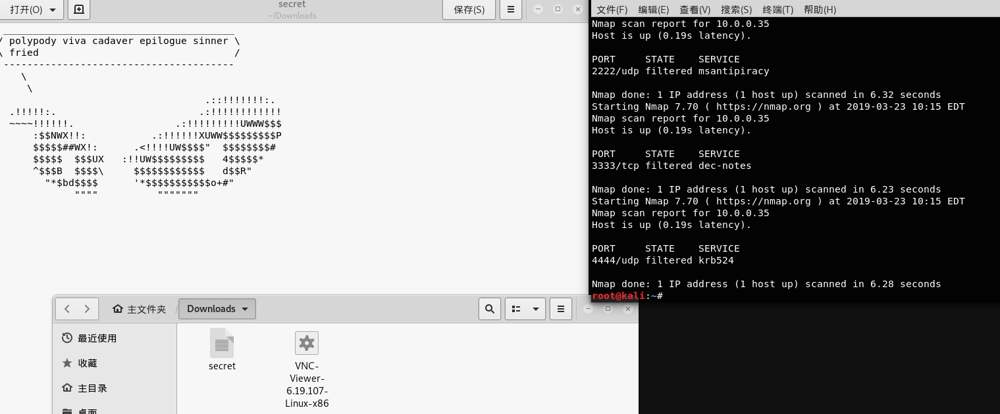 打开(O)
secret
~/Downloads
保存(S)
 _______________________________________
/ polypody viva cadaver epilogue sinner \
\ fried                                 /
 ---------------------------------------
    \
     \
                                   .::!!!!!!!:.
  .!!!!!:.                        .:!!!!!!!!!!!!
  ~~~~!!!!!!.                 .:!!!!!!!!!UWWW$$$
      :$$NWX!!:           .:!!!!!!XUWW$$$$$$$$$P
      $$$$$##WX!:      .<!!!!UW$$$$"  $$$$$$$$#
      $$$$$  $$$UX   :!!UW$$$$$$$$$   4$$$$$*
      ^$$$B  $$$$\     $$$$$$$$$$$$   d$$R"
        "*$bd$$$$      '*$$$$$$$$$$$o+#"
             """"          """""""
文件(F) 编辑(E) 查看(V) 搜索(S) 终端(T) 帮助(H)
Nmap scan report for 10.0.0.35
Host is up (0.19s latency).
PORT     STATE    SERVICE
2222/udp filtered msantipiracy
Nmap done: 1 IP address (1 host up) scanned in 6.32 seconds
Starting Nmap 7.70 ( https://nmap.org ) at 2019-03-23 10:15 EDT
Nmap scan report for 10.0.0.35
Host is up (0.19s latency).
PORT     STATE    SERVICE
3333/tcp filtered dec-notes
Nmap done: 1 IP address (1 host up) scanned in 6.23 seconds
Starting Nmap 7.70 ( https://nmap.org ) at 2019-03-23 10:15 EDT
Nmap scan report for 10.0.0.35
Host is up (0.19s latency).
PORT     STATE    SERVICE
4444/udp filtered krb524
Nmap done: 1 IP address (1 host up) scanned in 6.28 seconds
root@kali:~#
主文件夹 / Downloads
最近使用
收藏
主目录
桌面
secret
VNC-
Viewer-
6.19.107-
Linux-x86